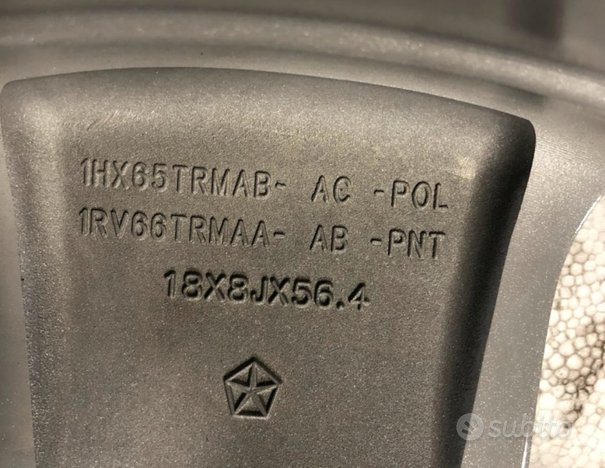 1HX65TRMAB- AC -POL
1RV66TRMAA- AB -PNT
18X8JX56.4
subito